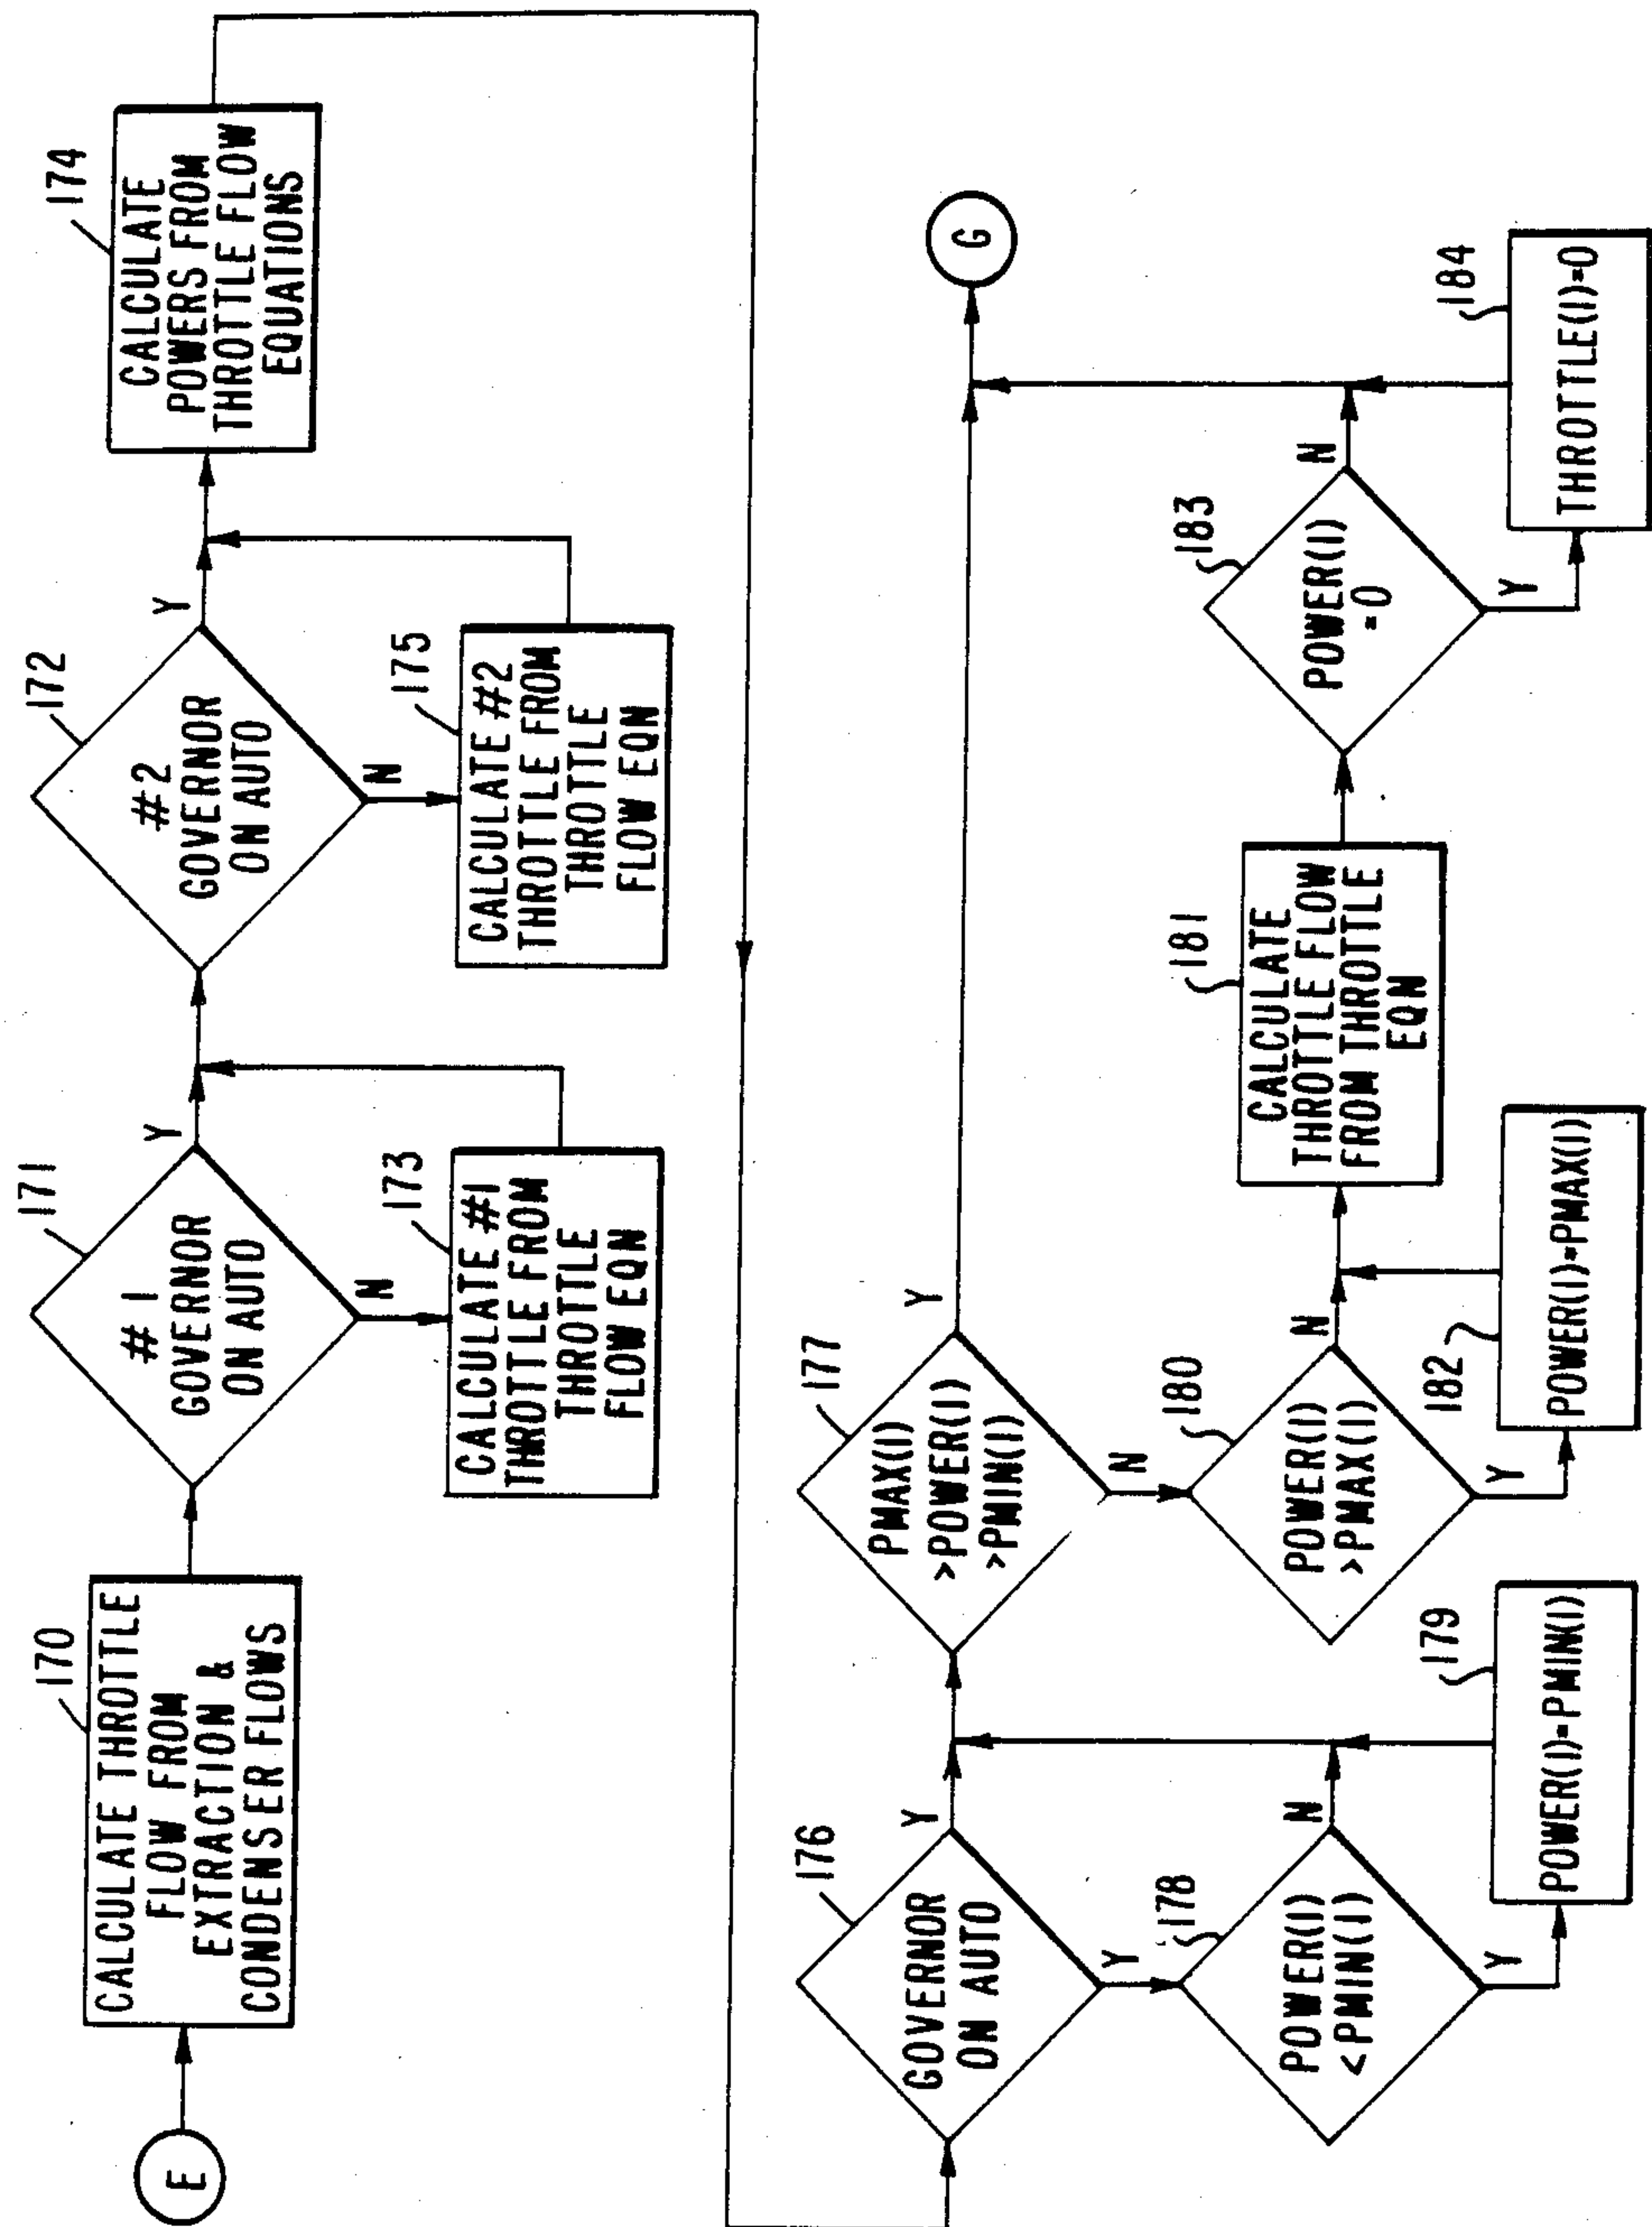 E
170
CALCULATE THROTTLE
FLOW FROM
EXTRACTION &
CONDENSER FLOWS
171
# 1
GOVERNOR
ON AUTO
Y
N
173
CALCULATE #1
THROTTLE FROM
THROTTLE
FLOW EQN
172
#2
GOVERNOR
ON AUTO
Y
N
175
CALCULATE #2
THROTTLE FROM
THROTTLE
FLOW EQN
174
CALCULATE
POWERS FROM
THROTTLE FLOW
EQUATIONS
176
GOVERNOR
ON AUTO
Y
Y
178
POWER(I)
<PMIN(I)
N
Y
179
POWER(I)=PMIN(I)
177
PMAX(I)
>POWER(I)
>PMIN(I)
Y
N
180
POWER(I)
>PMAX(I)
N
Y
182
POWER(I)=PMAX(I)
181
CALCULATE
THROTTLE FLOW
FROM THROTTLE
EQN
183
POWER(I)
=0
N
Y
184
THROTTLE(I)=0
G